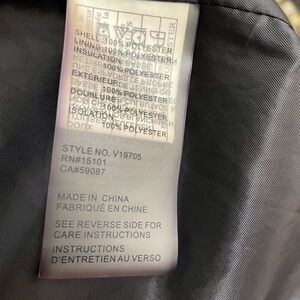 SHELL: 100% POLYESTER
LINING: 100% POLYESTER
INSULATION:
100% POLYESTER
EXTERIEUR:
100% POLYESTER
DOUBLURE:
100% POLYESTER
ISOLATION:
100% POLYESTER
STYLE NO. V19705
RN#15101
CA#59087
MADE IN CHINA
FABRIQUÉ EN CHINE
SEE REVERSE SIDE FOR
CARE INSTRUCTIONS
INSTRUCTIONS
D'ENTRETIEN AU VERSO